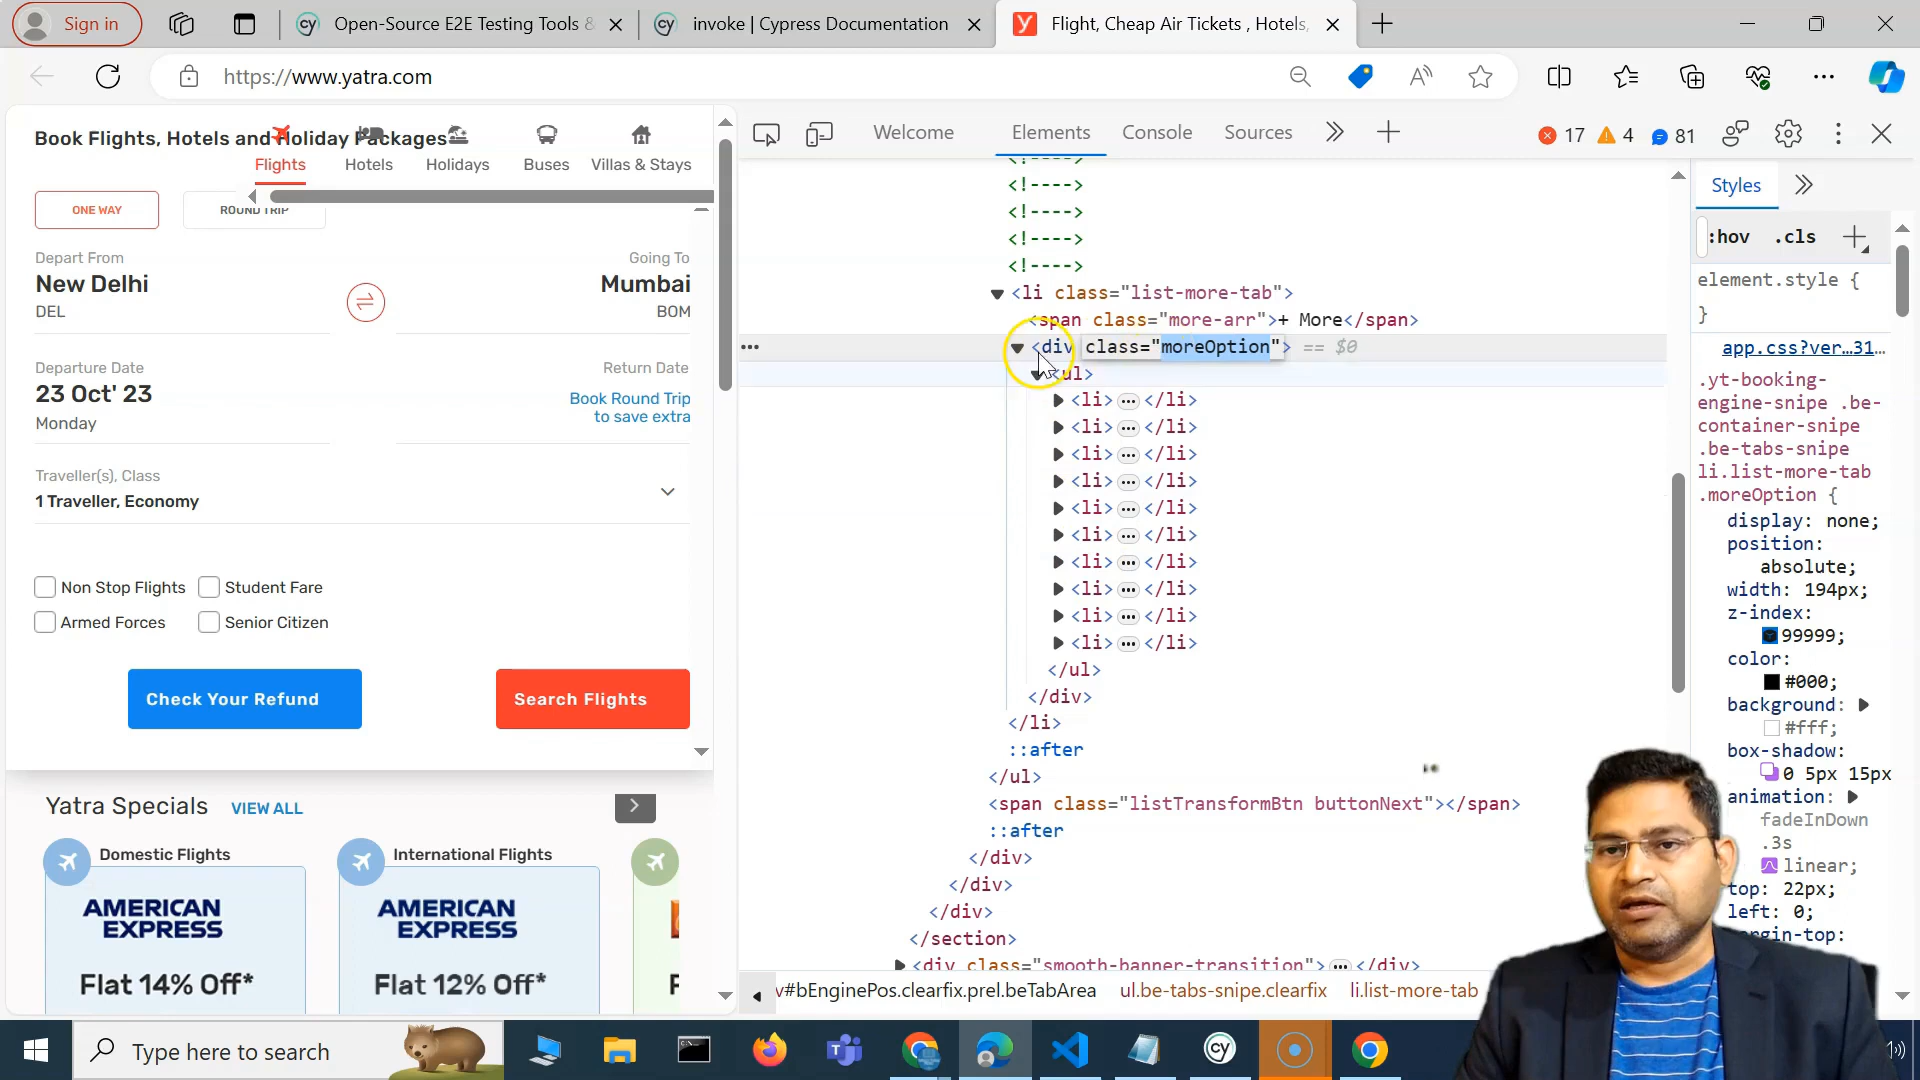 Sign in
Open-Source E2E Testing Tools &
invoke | Cypress Documentation
Flight, Cheap Air Tickets , Hotels,
https://www.yatra.com
Book Flights, Hotels and Holiday Packages
Flights
Hotels
Holidays
Buses
Villas & Stays
ONE WAY
ROUND TRIP
Depart From
New Delhi
DEL
Going To
Mumbai
BOM
Departure Date
23 Oct' 23
Monday
Return Date
Book Round Trip
to save extra
Traveller(s), Class
1 Traveller, Economy
Non Stop Flights
Student Fare
Armed Forces
Senior Citizen
Check Your Refund
Search Flights
Yatra Specials
VIEW ALL
Domestic Flights
International Flights
AMERICAN
EXPRESS
AMERICAN
EXPRESS
Flat 14% Off*
Flat 12% Off*
Welcome
Elements
Console
Sources
17
4
81
<!---->
<!---->
<!---->
<!---->
<!---->
<li class="list-more-tab">
<span class="more-arr">+ More</span>
<div class="moreOption"> == $0
<ul>
<li>…</li>
<li>…</li>
<li>…</li>
<li>…</li>
<li>…</li>
<li>…</li>
<li>…</li>
<li>…</li>
<li>…</li>
<li>…</li>
</ul>
</div>
</li>
::after
</ul>
<span class="listTransformBtn buttonNext"></span>
::after
</div>
</div>
</div>
</section>
<div class="smooth-banner-transition">…</div>
v#bEnginePos.clearfix.prel.beTabArea
ul.be-tabs-snipe.clearfix
li.list-more-tab
Styles
:hov
.cls
element.style {
}
app.css?ver…31…
.yt-booking-
engine-snipe .be-
container-snipe
.be-tabs-snipe
li.list-more-tab
.moreOption {
display: none;
position:
absolute;
width: 194px;
z-index:
99999;
color:
#000;
background:
#fff;
box-shadow:
0 5px 15px
animation:
fadeInDown
.3s
linear;
top: 22px;
left: 0;
Type here to search